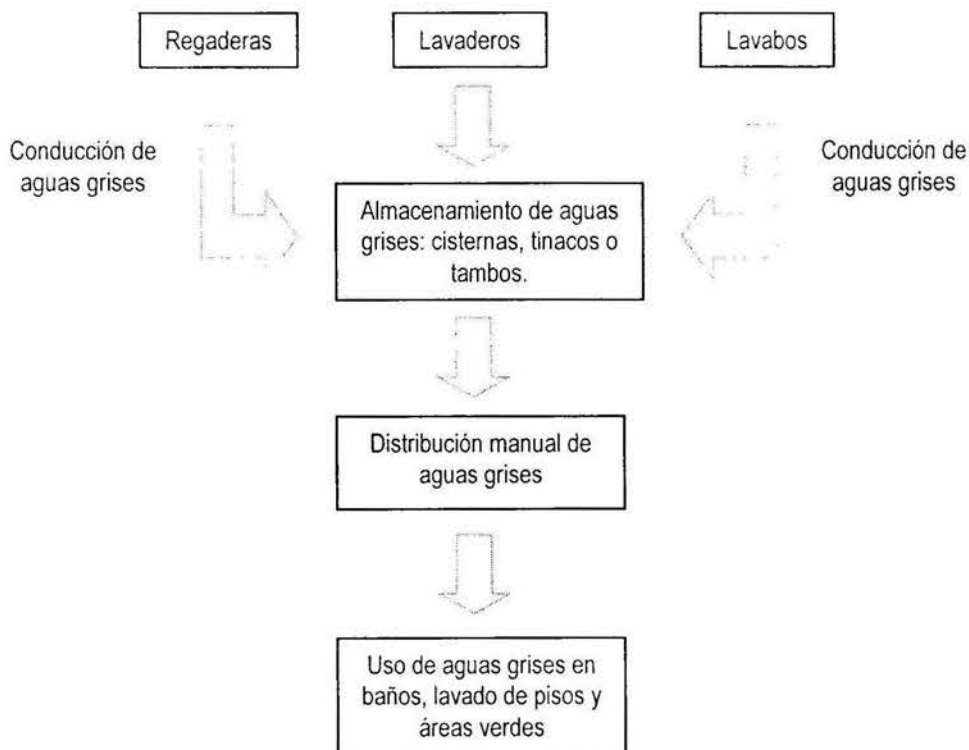 Regaderas
Lavaderos
Lavabos
Conducción de
aguas grises
Conducción de
aguas grises
Almacenamiento de aguas
grises: cisternas, tinacos o
tambos.
Distribución manual de
aguas grises
Uso de aguas grises en
baños, lavado de pisos y
áreas verdes